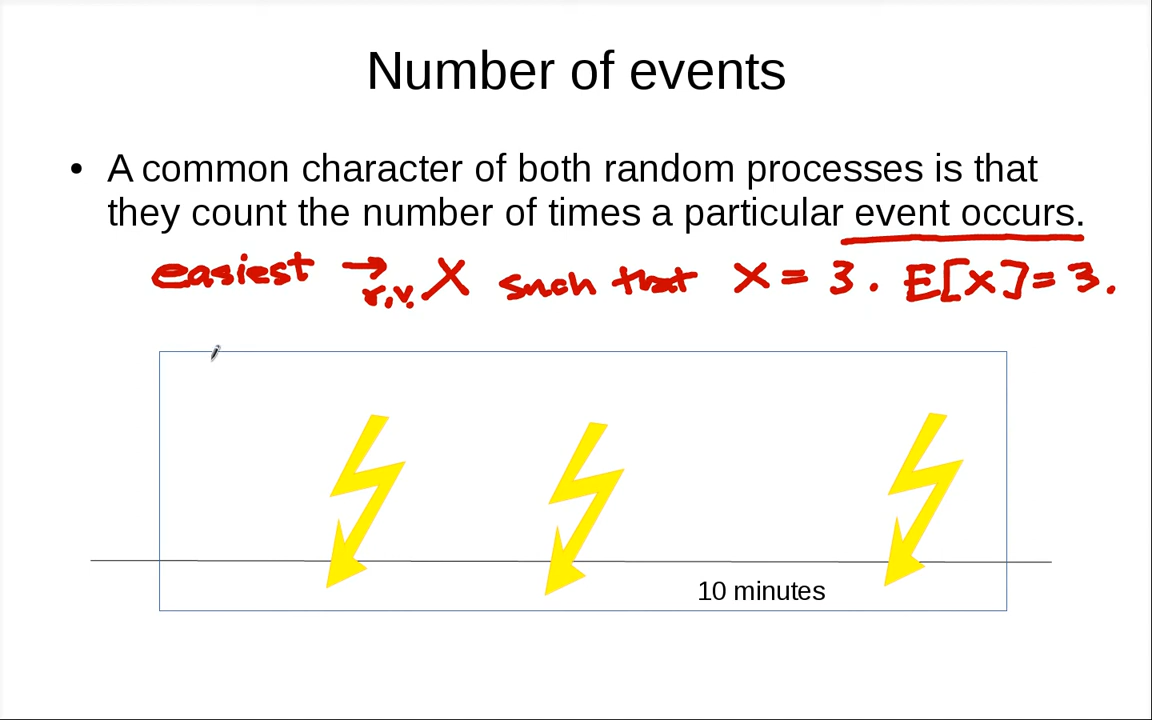 Number of events
• A common character of both random processes is that
they count the number of times a particular event occurs.
easiest → r.v. X such that X = 3. E[X] = 3.
10 minutes